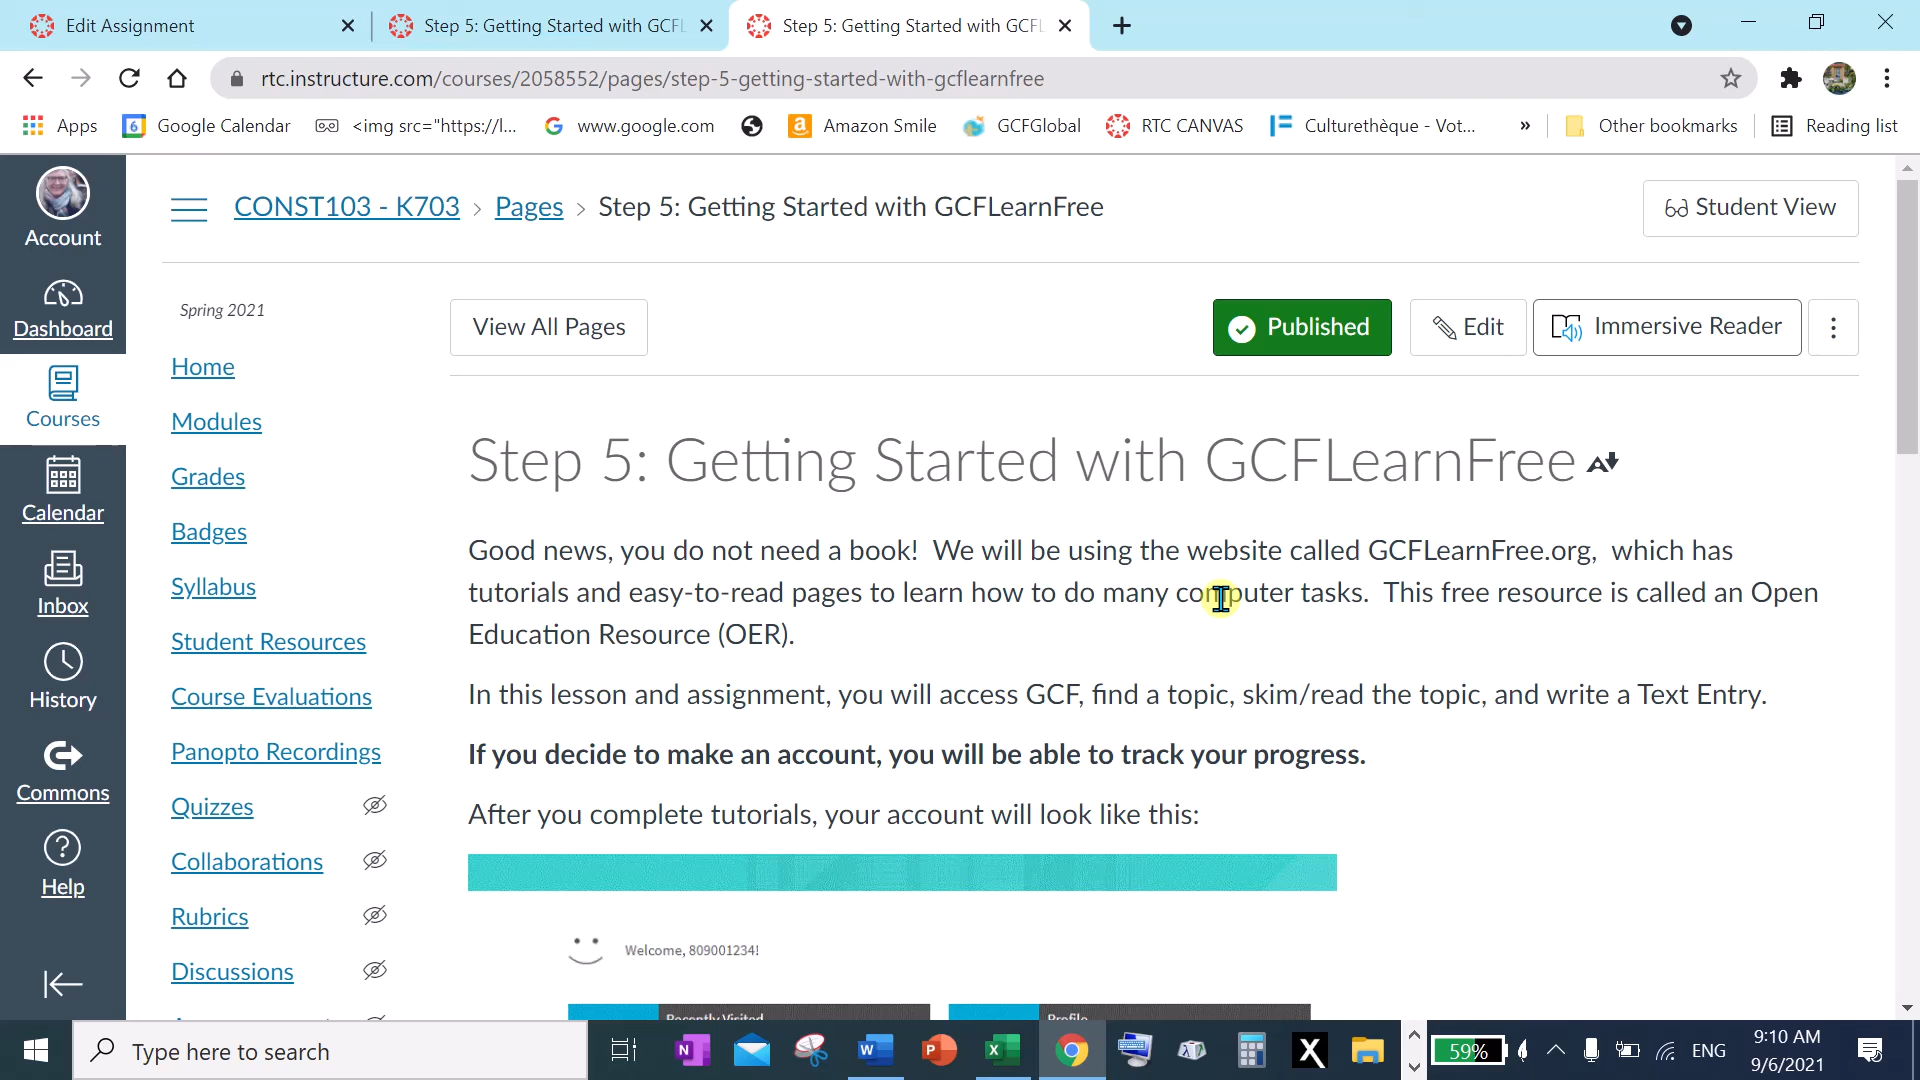 Edit Assignment
Step 5: Getting Started with GCFL
Step 5: Getting Started with GCFL
rtc.instructure.com/courses/2058552/pages/step-5-getting-started-with-gcflearnfree
Apps
6
Google Calendar
<img src="https://l...
www.google.com
Amazon Smile
GCFGlobal
RTC CANVAS
Culturethèque - Vot...
»
Other bookmarks
Reading list
Account
Dashboard
Courses
Calendar
Inbox
History
Commons
Help
CONST103 - K703 › Pages › Step 5: Getting Started with GCFLearnFree
Student View
Spring 2021
Home
Modules
Grades
Badges
Syllabus
Student Resources
Course Evaluations
Panopto Recordings
Quizzes
Collaborations
Rubrics
Discussions
View All Pages
Published
Edit
Immersive Reader
Step 5: Getting Started with GCFLearnFree
Good news, you do not need a book!  We will be using the website called GCFLearnFree.org,  which has
tutorials and easy-to-read pages to learn how to do many computer tasks.  This free resource is called an Open
Education Resource (OER).
In this lesson and assignment, you will access GCF, find a topic, skim/read the topic, and write a Text Entry.
If you decide to make an account, you will be able to track your progress.
After you complete tutorials, your account will look like this:
Welcome, 809001234!
Recently Visited
Profile
Type here to search
59%
ENG
9:10 AM
9/6/2021